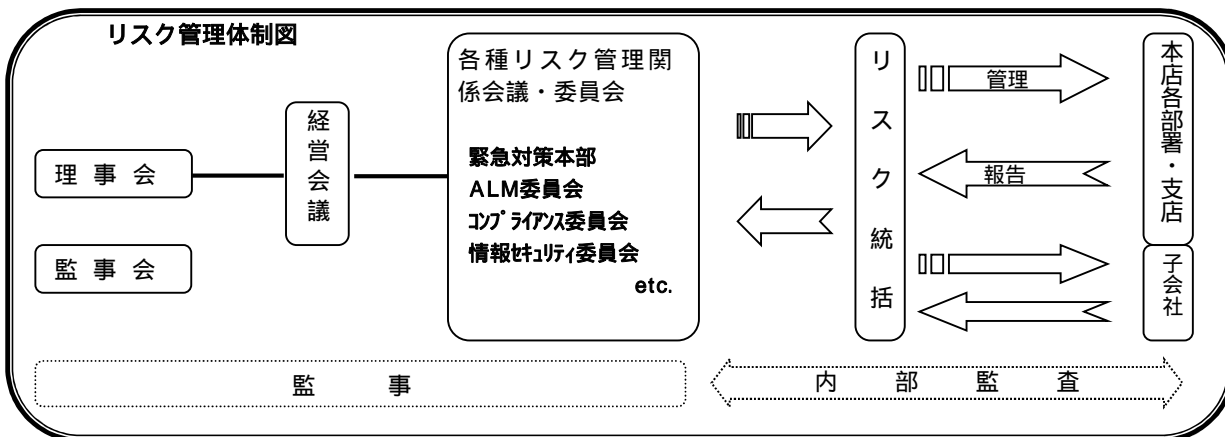 リスク管理体制図
理事会
監事会
経営会議
各種リスク管理関
係会議・委員会
緊急対策本部
ALM委員会
ｺﾝﾌﾟﾗｲｱﾝｽ委員会
情報ｾｷｭﾘﾃｨ委員会
etc.
リスク統括
管理
報告
本店各部署・支店
子会社
監事
内部監査